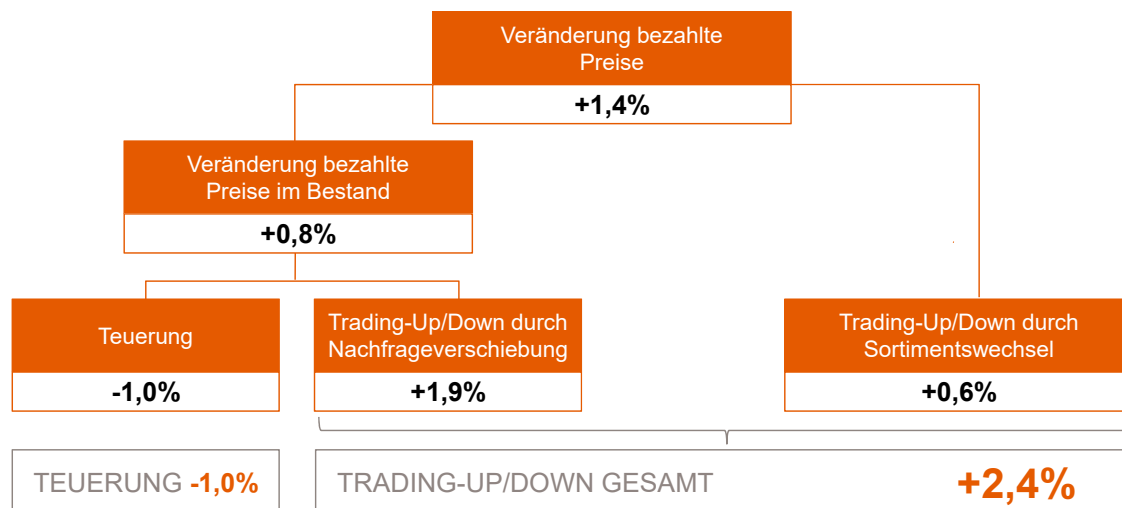 Veränderung bezahlte
Preise
+1,4%
Veränderung bezahlte
Preise im Bestand
+0,8%
Teuerung
-1,0%
Trading-Up/Down durch
Nachfrageverschiebung
+1,9%
Trading-Up/Down durch
Sortimentswechsel
+0,6%
TEUERUNG -1,0%
TRADING-UP/DOWN GESAMT +2,4%